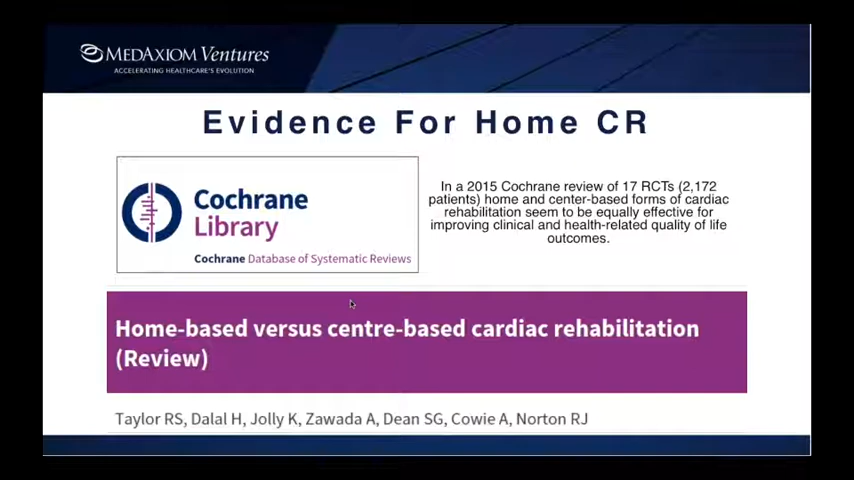 MEDAXIOM Ventures
ACCELERATING HEALTHCARE'S EVOLUTION
Evidence For Home CR
Cochrane
Library
Cochrane Database of Systematic Reviews
In a 2015 Cochrane review of 17 RCTs (2,172
patients) home and center-based forms of cardiac
rehabilitation seem to be equally effective for
improving clinical and health-related quality of life
outcomes.
Home-based versus centre-based cardiac rehabilitation
(Review)
Taylor RS, Dalal H, Jolly K, Zawada A, Dean SG, Cowie A, Norton RJ